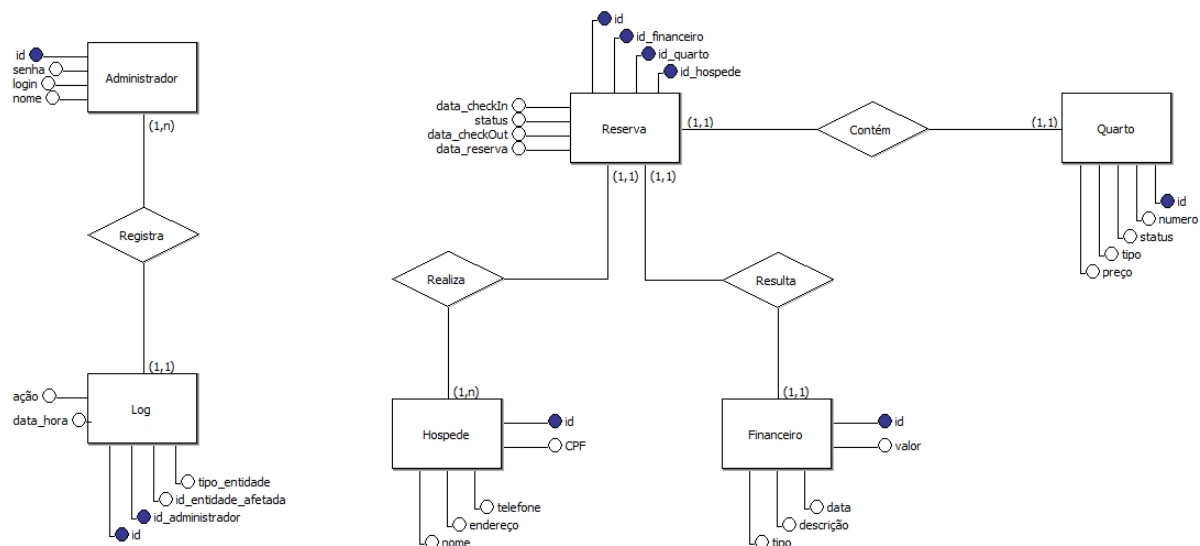 id
senha
login
nome
Administrador
(1,n)
Registra
(1,1)
Log
ação
data_hora
tipo_entidade
id_entidade_afetada
id_administrador
id
id
id_financeiro
id_quarto
id_hospede
data_checkIn
status
data_checkOut
data_reserva
Reserva
(1,1)
Contém
(1,1)
Quarto
id
numero
status
tipo
preço
(1,1)
(1,1)
Realiza
Resulta
(1,n)
Hospede
id
CPF
telefone
endereço
nome
(1,1)
Financeiro
id
valor
data
descrição
tipo